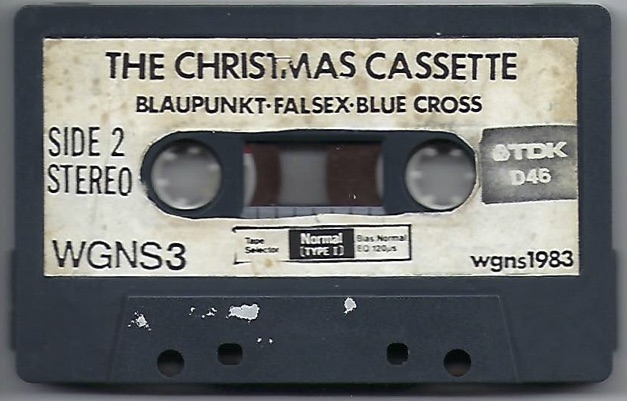 THE CHRISTMAS CASSETTE
BLAUPUNKT·FALSEX·BLUE CROSS
SIDE 2
STEREO
TDK
D46
WGNS3
Tape
Selector
Normal
[TYPE I]
Bias Normal
EQ 120µs
wgns1983